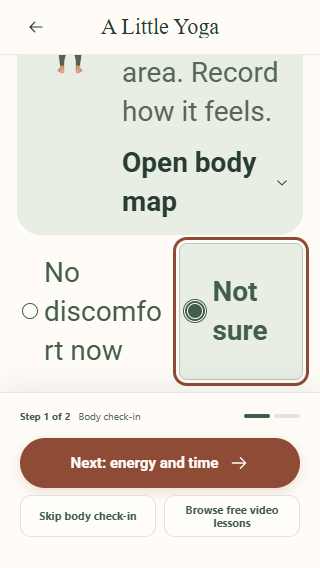 A Little Yoga
area. Record
how it feels.
Open body
map
No
discomfo
rt now
Not
sure
Step 1 of 2 Body check-in
Next: energy and time
Skip body check-in
Browse free video
lessons